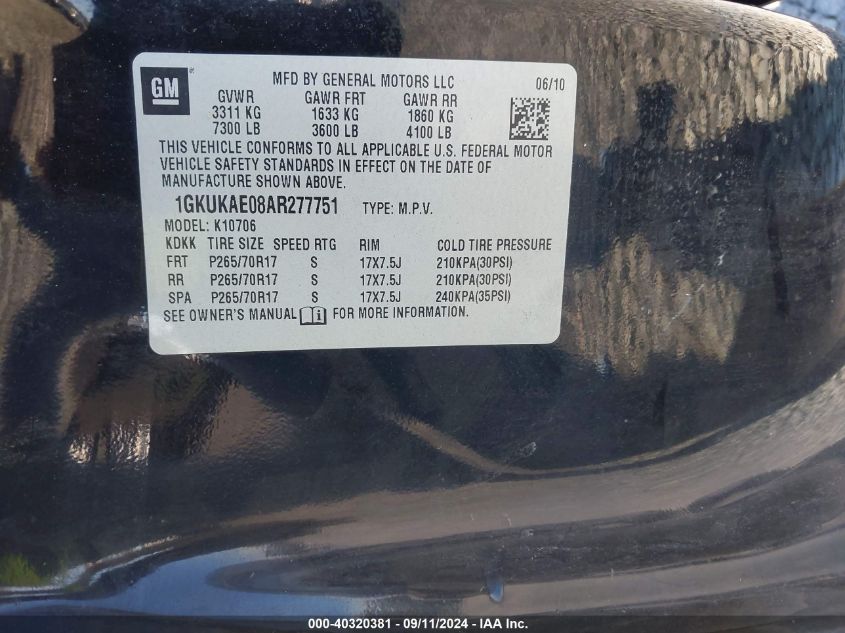 GM
MFD BY GENERAL MOTORS LLC 06/10
GVWR GAWR FRT GAWR RR
3311 KG 1633 KG 1860 KG
7300 LB 3600 LB 4100 LB
THIS VEHICLE CONFORMS TO ALL APPLICABLE U.S. FEDERAL MOTOR
VEHICLE SAFETY STANDARDS IN EFFECT ON THE DATE OF
MANUFACTURE SHOWN ABOVE.
1GKUKAE08AR277751 TYPE: M.P.V.
MODEL: K10706
KDKK TIRE SIZE SPEED RTG RIM COLD TIRE PRESSURE
FRT P265/70R17 S 17X7.5J 210KPA(30PSI)
RR P265/70R17 S 17X7.5J 210KPA(30PSI)
SPA P265/70R17 S 17X7.5J 240KPA(35PSI)
SEE OWNER'S MANUAL i FOR MORE INFORMATION.
000-40320381 - 09/11/2024 - IAA Inc.